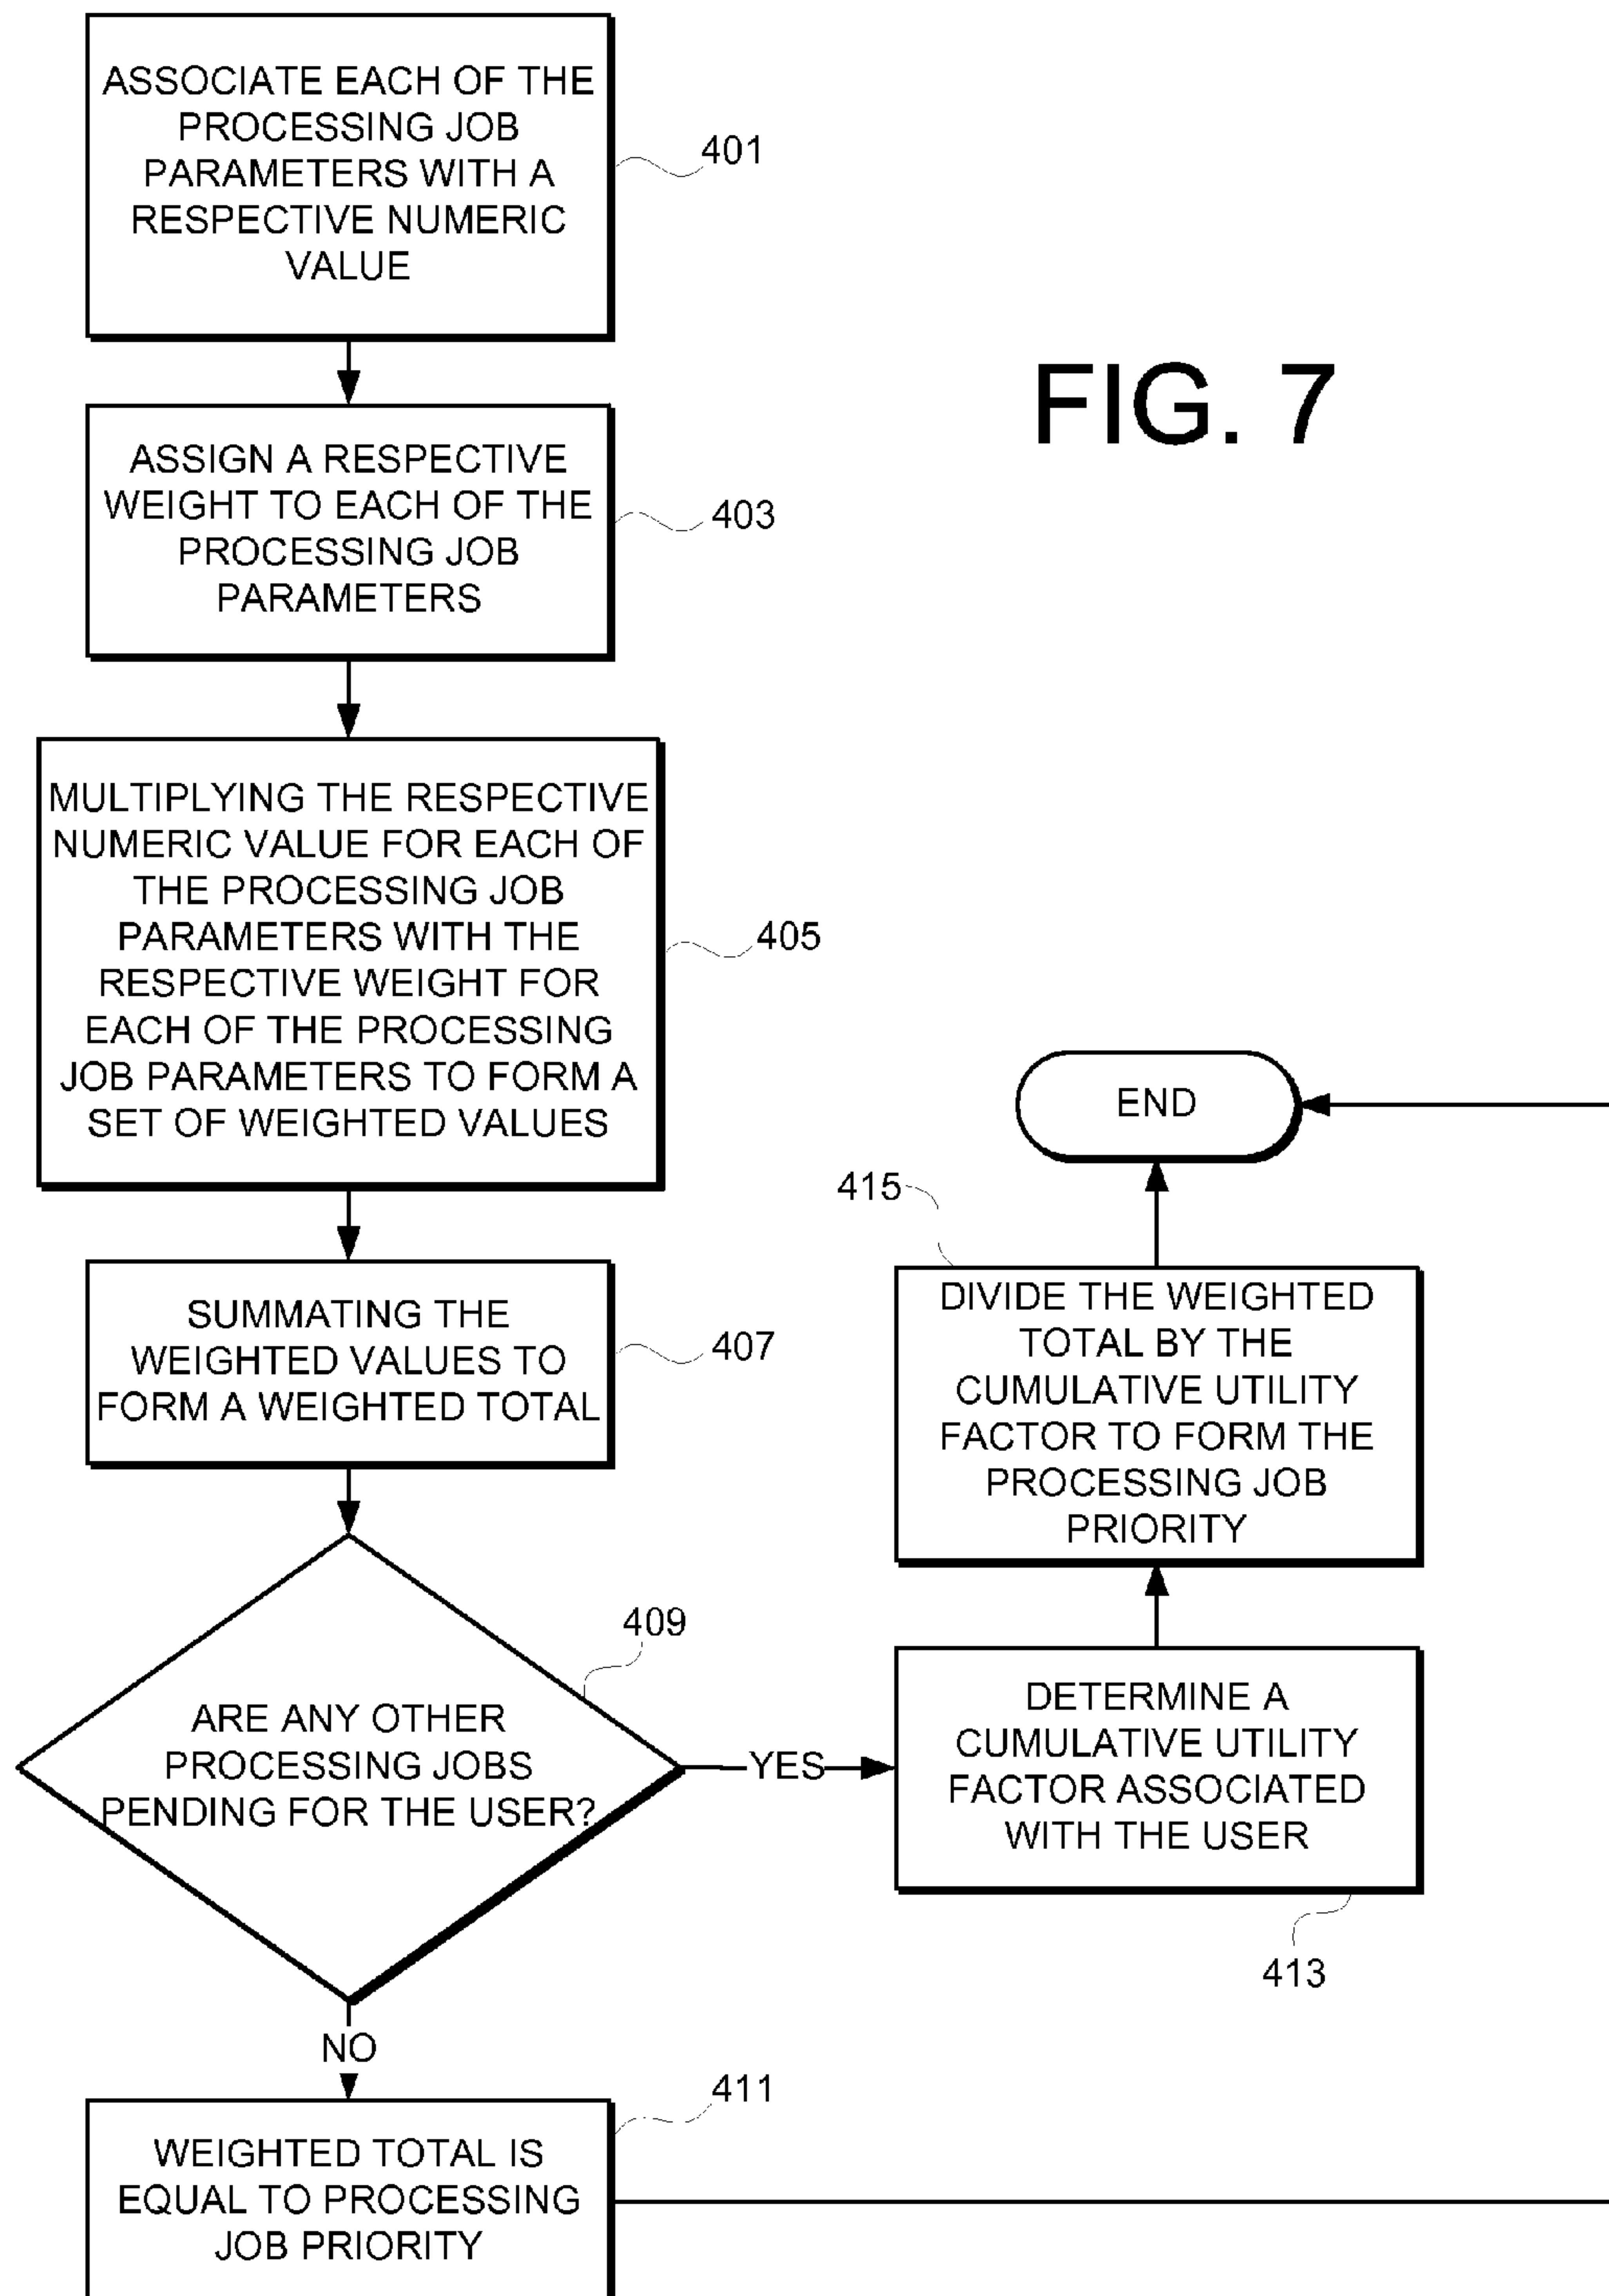 ASSOCIATE EACH OF THE
PROCESSING JOB
PARAMETERS WITH A
RESPECTIVE NUMERIC
VALUE
401
FIG. 7
ASSIGN A RESPECTIVE
WEIGHT TO EACH OF THE
PROCESSING JOB
PARAMETERS
403
MULTIPLYING THE RESPECTIVE
NUMERIC VALUE FOR EACH OF
THE PROCESSING JOB
PARAMETERS WITH THE
RESPECTIVE WEIGHT FOR
EACH OF THE PROCESSING
JOB PARAMETERS TO FORM A
SET OF WEIGHTED VALUES
405
SUMMATING THE
WEIGHTED VALUES TO
FORM A WEIGHTED TOTAL
407
ARE ANY OTHER
PROCESSING JOBS
PENDING FOR THE USER?
409
YES
NO
WEIGHTED TOTAL IS
EQUAL TO PROCESSING
JOB PRIORITY
411
DETERMINE A
CUMULATIVE UTILITY
FACTOR ASSOCIATED
WITH THE USER
413
DIVIDE THE WEIGHTED
TOTAL BY THE
CUMULATIVE UTILITY
FACTOR TO FORM THE
PROCESSING JOB
PRIORITY
415
END